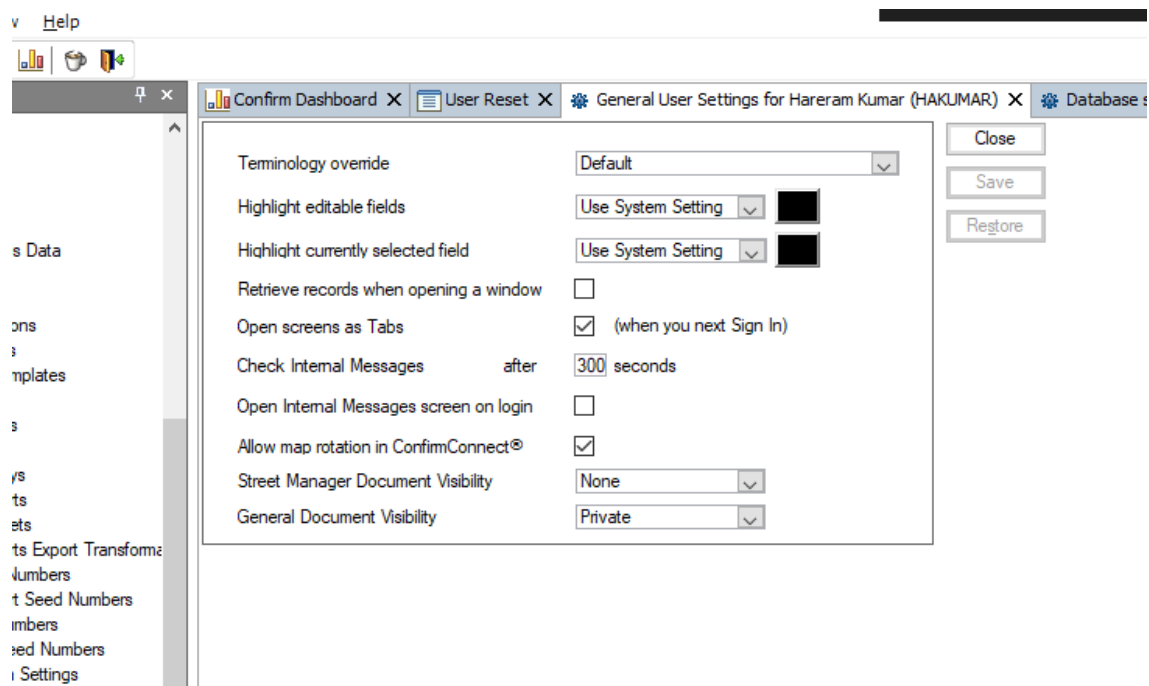 Help
Confirm Dashboard User Reset General User Settings for Hareram Kumar (HAKUMAR) Database s
s Data
ons
s
mplates
s
ys
ts
ets
ts Export Transforma
Numbers
t Seed Numbers
umbers
eed Numbers
Settings
Terminology override Default
Highlight editable fields Use System Setting
Highlight currently selected field Use System Setting
Retrieve records when opening a window
Open screens as Tabs (when you next Sign In)
Check Internal Messages after 300 seconds
Open Internal Messages screen on login
Allow map rotation in ConfirmConnect®
Street Manager Document Visibility None
General Document Visibility Private
Close
Save
Restore